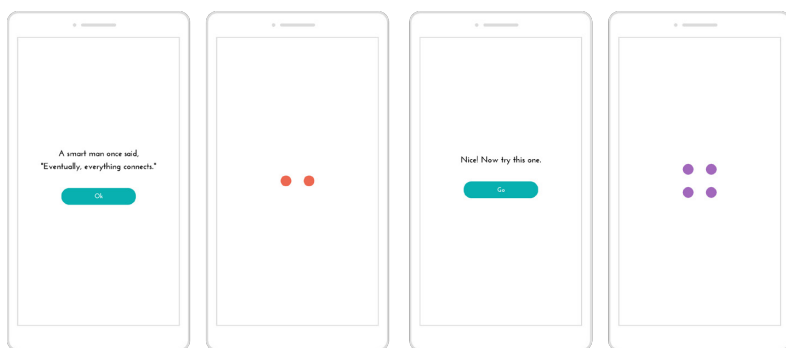 A smart man once said,
"Eventually, everything connects."
Ok
Nice! Now try this one.
Go